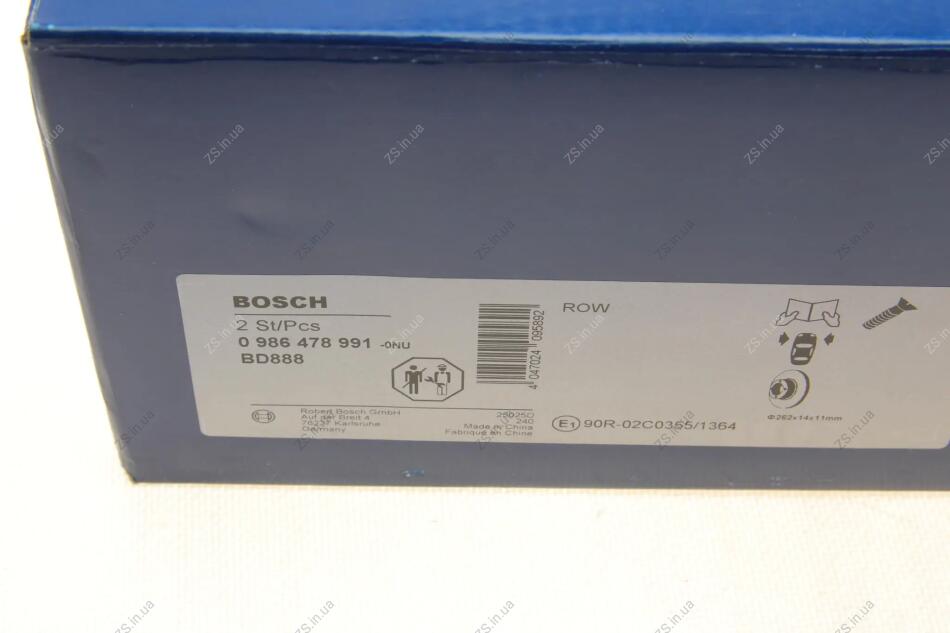 BOSCH
2 St/Pcs
0 986 478 991 -0NU
BD888
4 047024 095892
ROW
Robert Bosch GmbH
Auf der Breit 4
76227 Karlsruhe
Germany
240
Made in China
Fabriqué en Chine
E1 90R-02C0355/1364
Φ262x14x11mm
ZS.in.ua